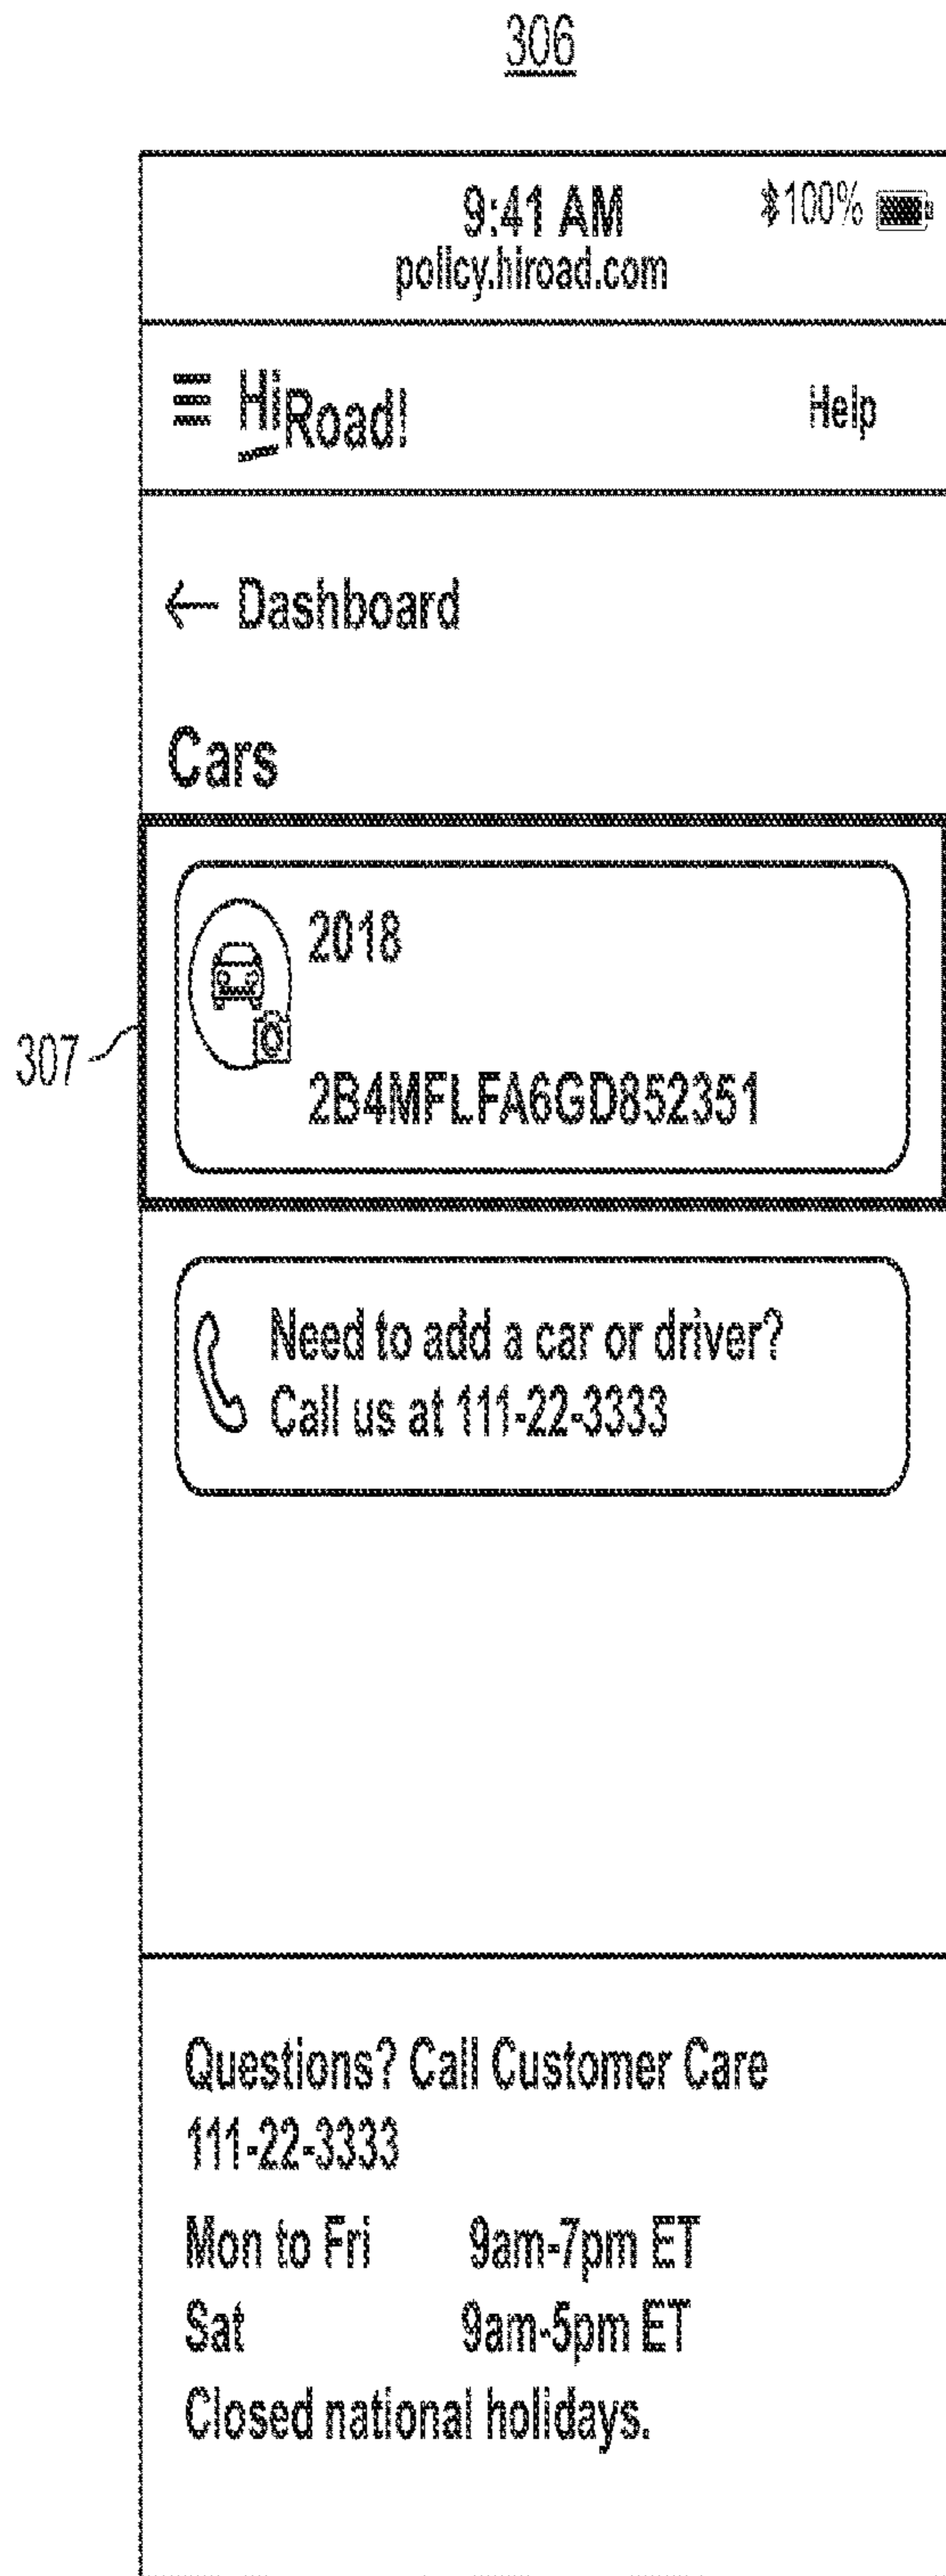 306
9:41 AM
100%
policy.hiroad.com
HiRoad!
Help
← Dashboard
Cars
2018
307
2B4MFLFA6GD852351
Need to add a car or driver?
Call us at 111-22-3333
Questions? Call Customer Care
111-22-3333
Mon to Fri 9am-7pm ET
Sat 9am-5pm ET
Closed national holidays.